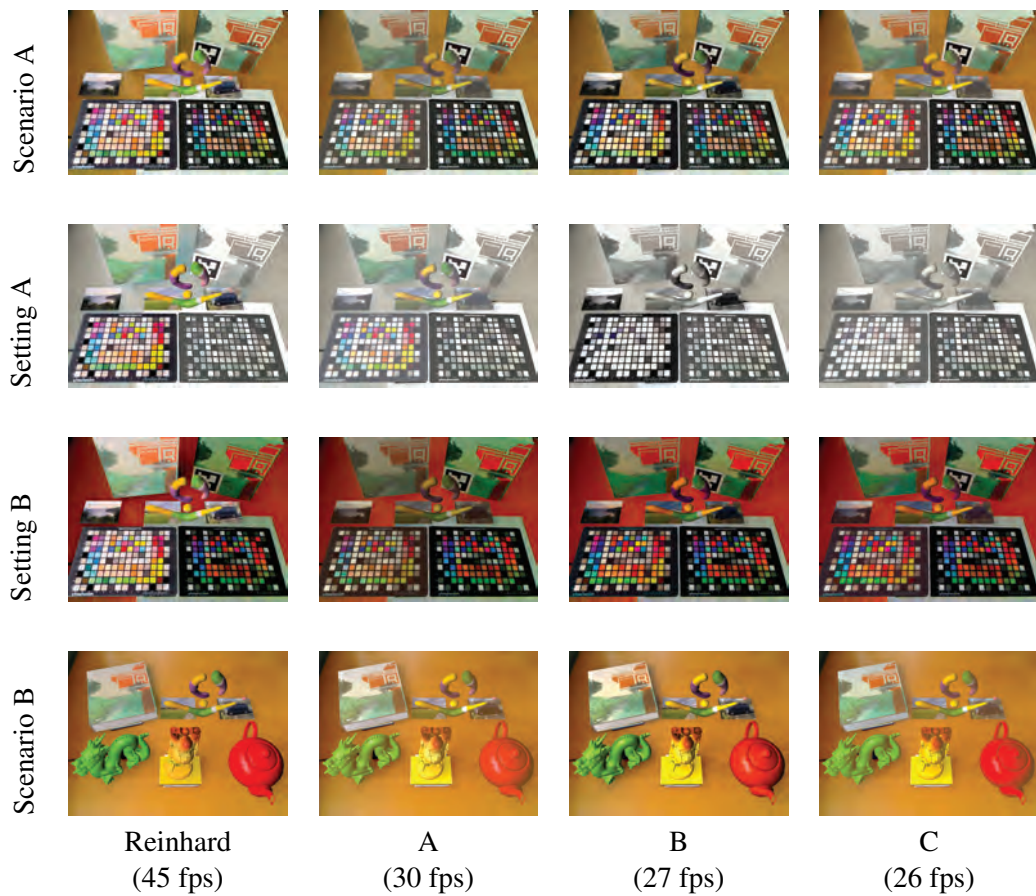 Scenario A
Setting A
Setting B
Scenario B
Reinhard A B C
(45 fps) (30 fps) (27 fps) (26 fps)